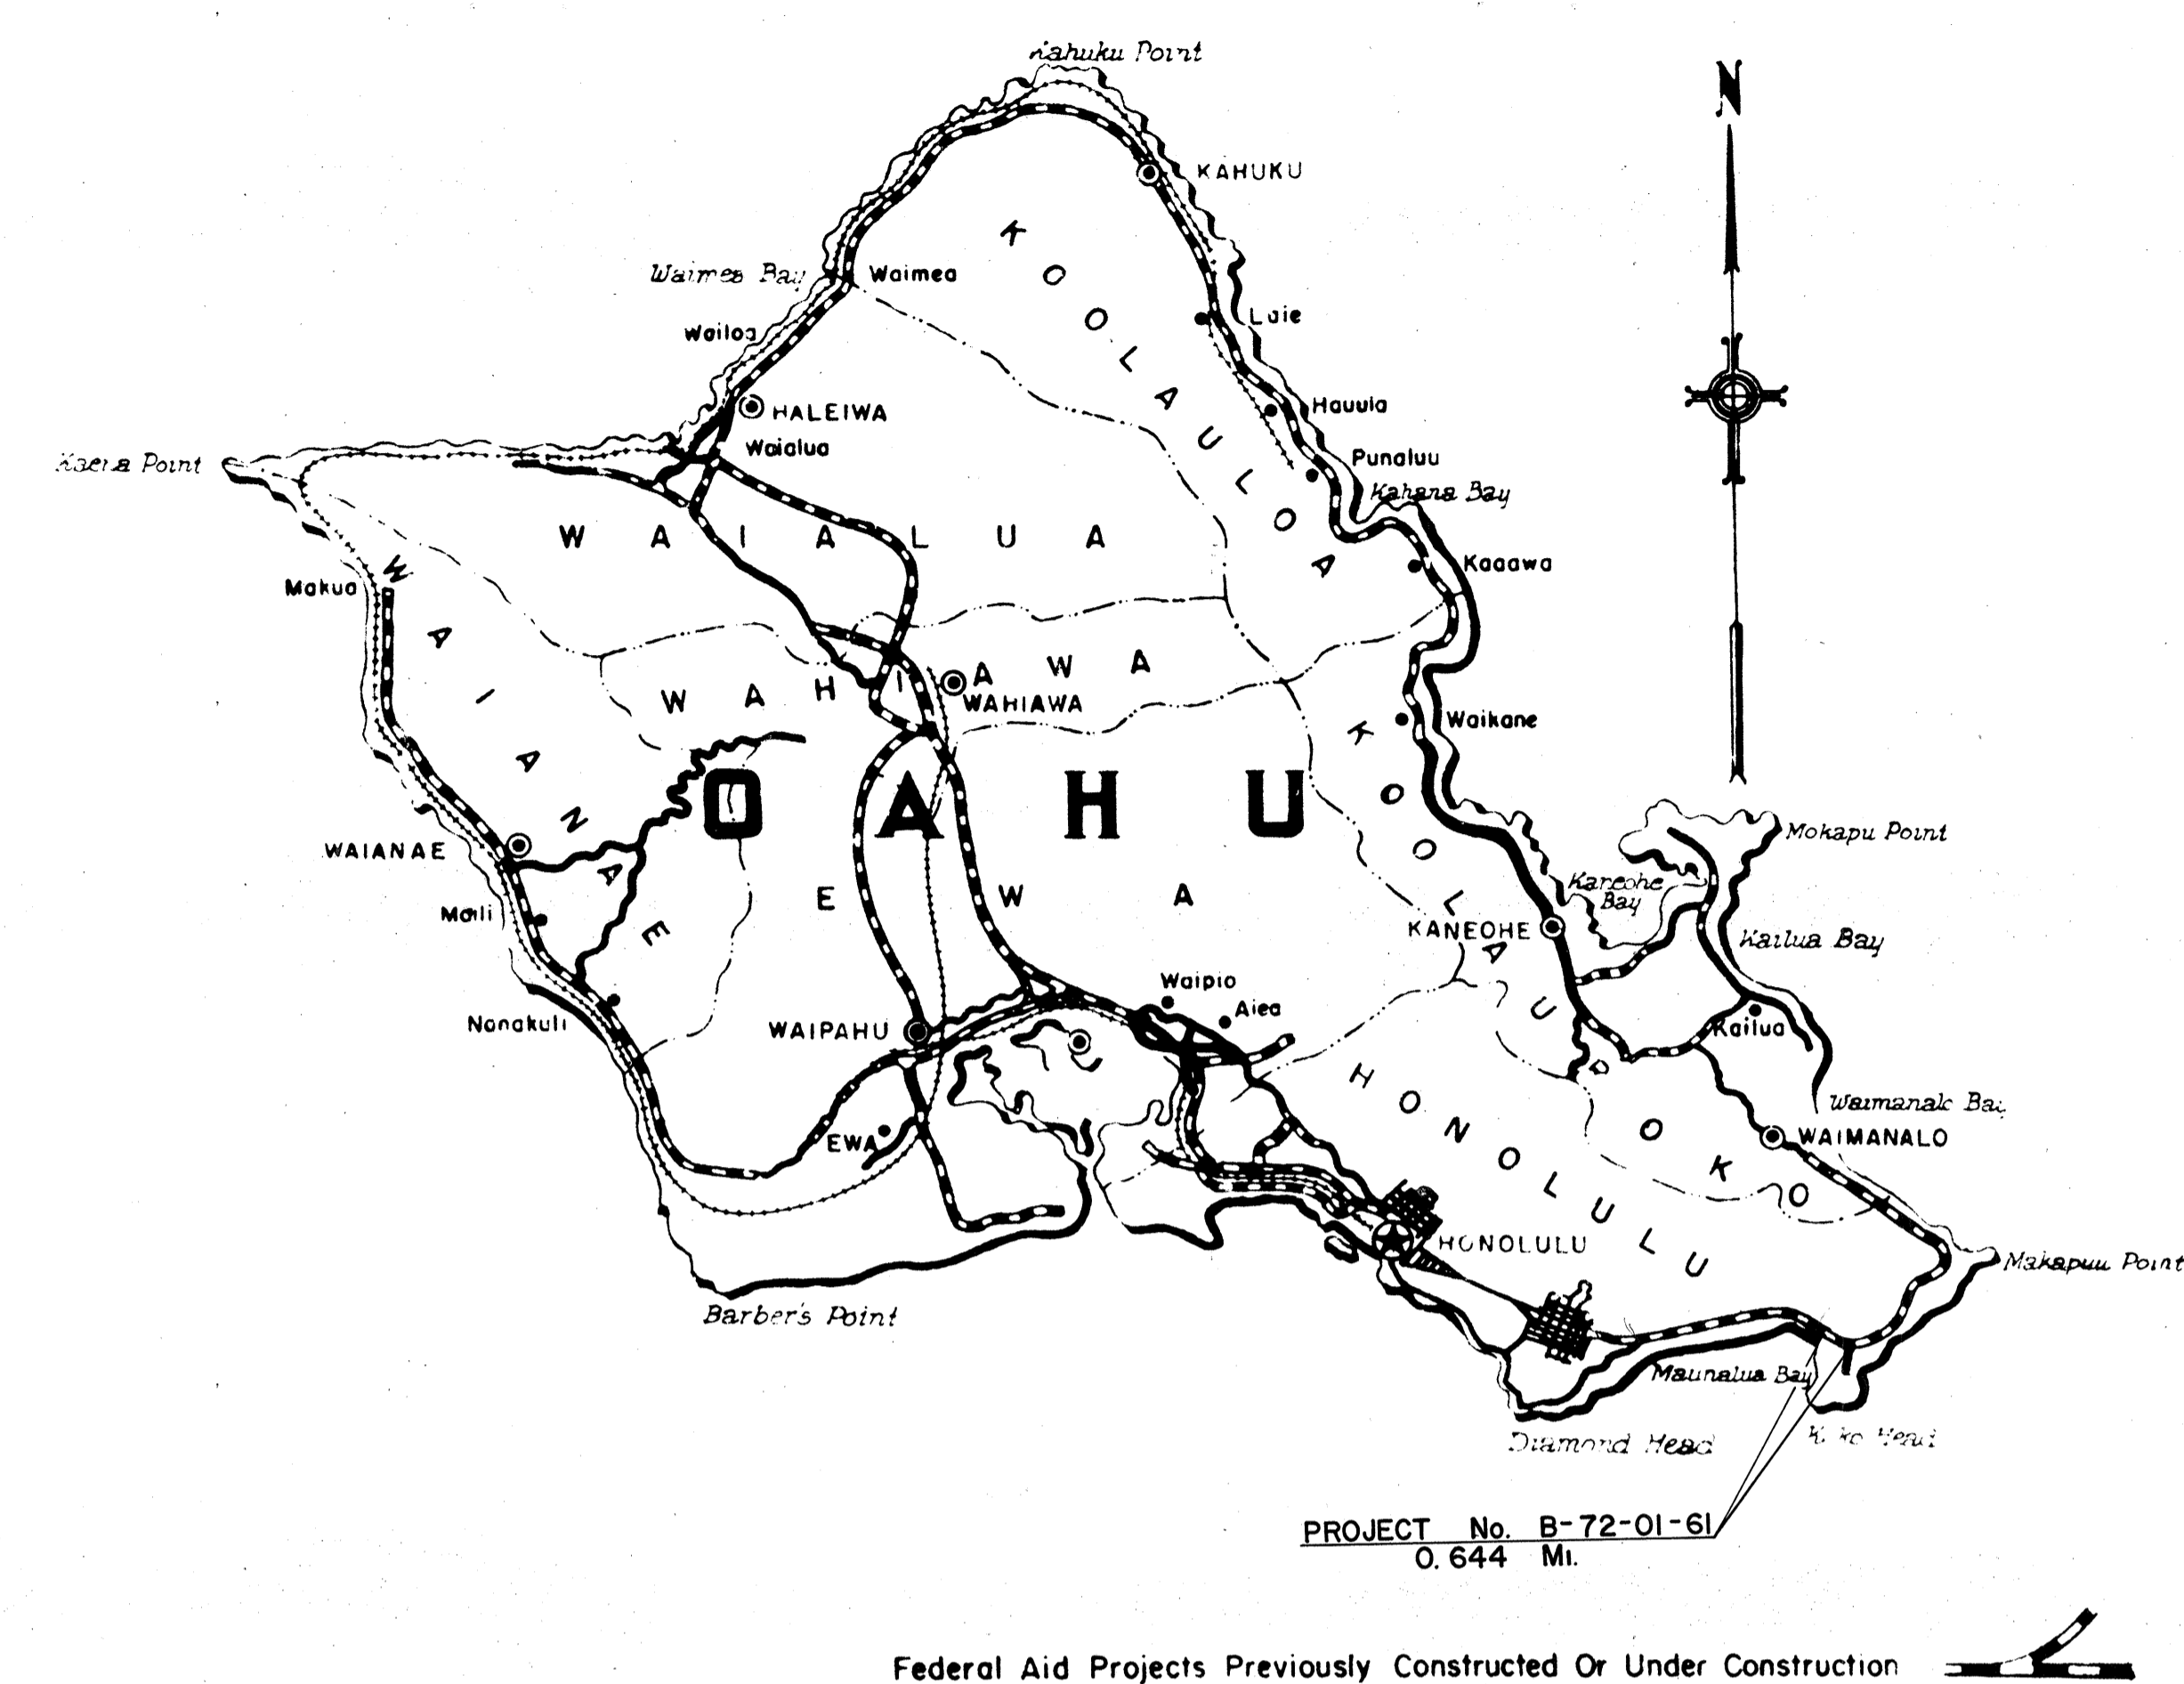 Kahuku Point
N
KAHUKU
Waimea Bay
Waimea
KOOLAULOA
Laie
HALEIWA
Hauula
Waialua
Punaluu
Point
Kahana Bay
WAIALUA
Kaaawa
Makua
WAHIAWA
WAHIAWA
Waikane
WAIANAE
OAHU
Mokapu Point
WAIANAE
Kaneohe
Bay
EWA
Maili
KANEOHE
Kailua Bay
KOOLAUPOKO
Waipio
Aiea
Nanakuli
WAIPAHU
Kailua
HONOLULU
Waimanalo
EWA
WAIMANALO
HONOLULU
Makapuu Point
Barber's Point
Maunalua Bay
Diamond Head
Head
PROJECT No. B-72-01-61
0.644 MI.
Federal Aid Projects Previously Constructed Or Under Construction